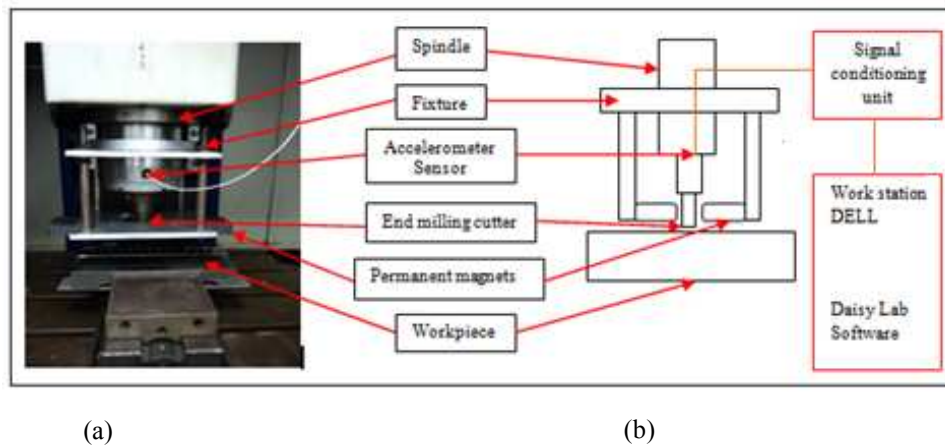 Spindle
Fixture
Accelerometer
Sensor
End milling cutter
Permanent magnets
Workpiece
Signal
conditioning
unit
Work station
DELL
Daisy Lab
Software
(a)
(b)